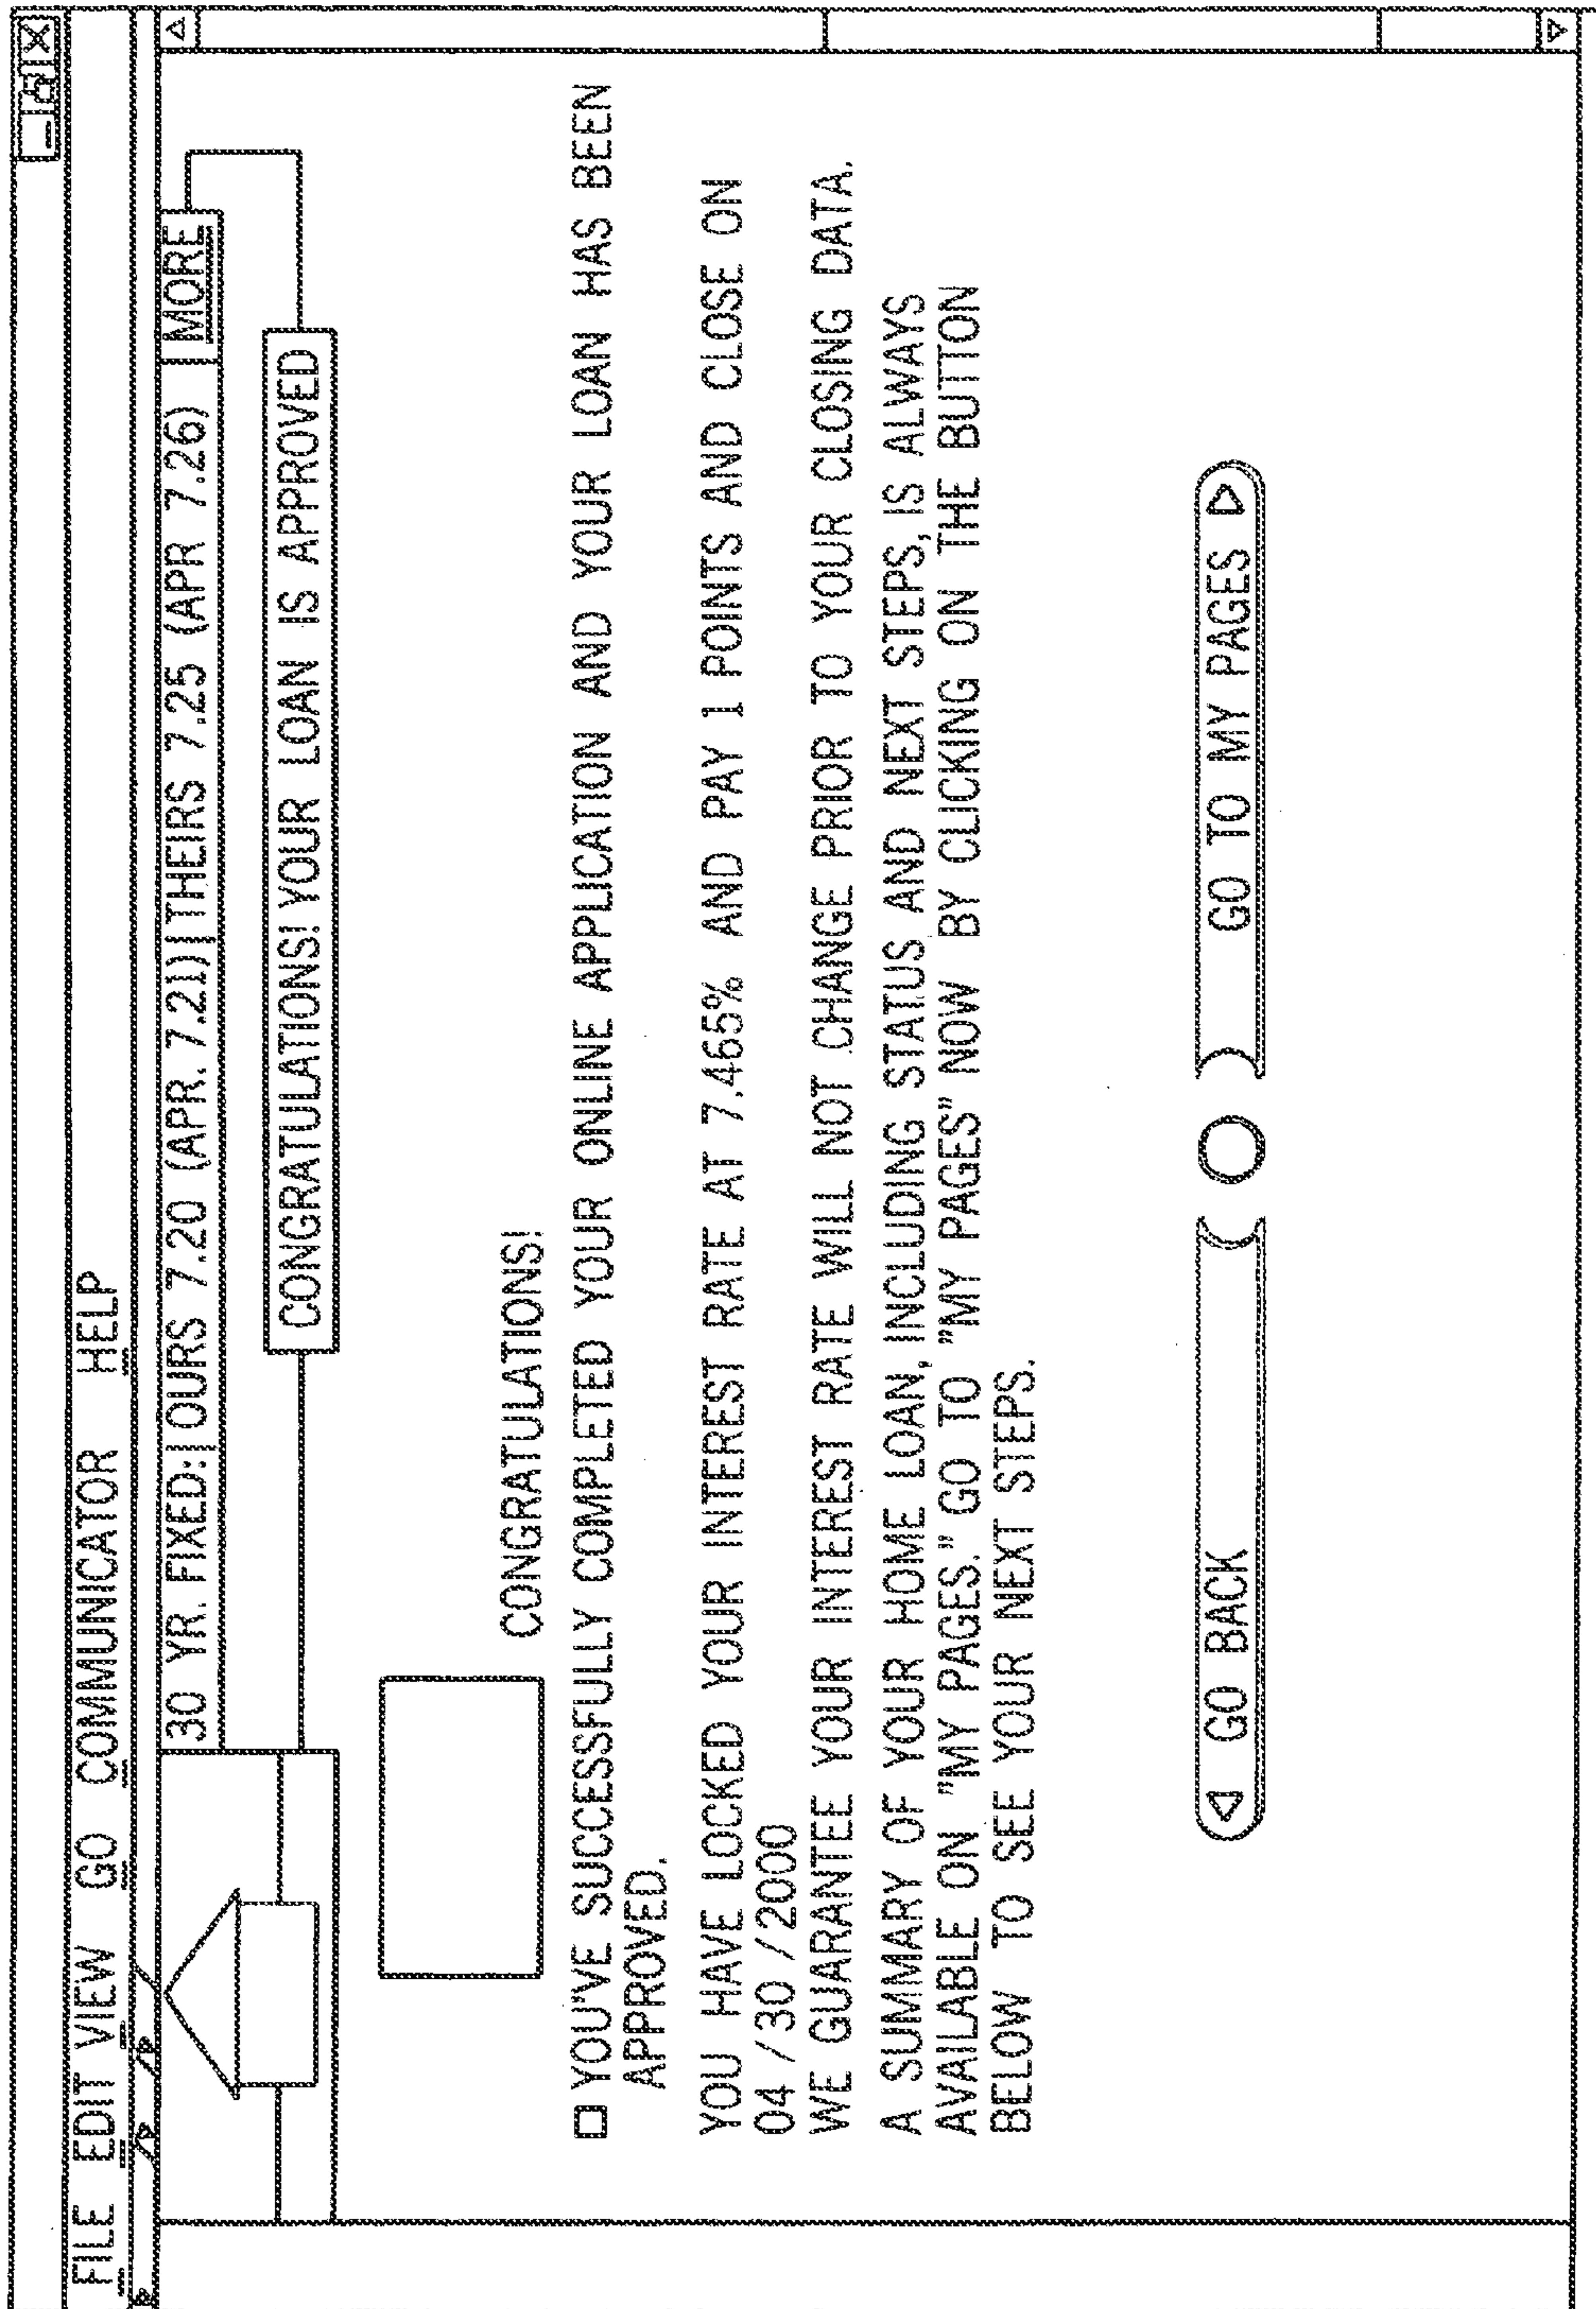 FILE EDIT VIEW GO COMMUNICATOR HELP
30 YR. FIXED:|OURS 7.20 (APR. 7.21)|THEIRS 7.25 (APR 7.26) |MORE
CONGRATULATIONS! YOUR LOAN IS APPROVED
CONGRATULATIONS!
YOU'VE SUCCESSFULLY COMPLETED YOUR ONLINE APPLICATION AND YOUR LOAN HAS BEEN
APPROVED.
YOU HAVE LOCKED YOUR INTEREST RATE AT 7.465% AND PAY 1 POINTS AND CLOSE ON
04/30/2000
WE GUARANTEE YOUR INTEREST RATE WILL NOT CHANGE PRIOR TO YOUR CLOSING DATA.
A SUMMARY OF YOUR HOME LOAN, INCLUDING STATUS AND NEXT STEPS, IS ALWAYS
AVAILABLE ON "MY PAGES." GO TO "MY PAGES" NOW BY CLICKING ON THE BUTTON
BELOW TO SEE YOUR NEXT STEPS.
GO BACK
GO TO MY PAGES